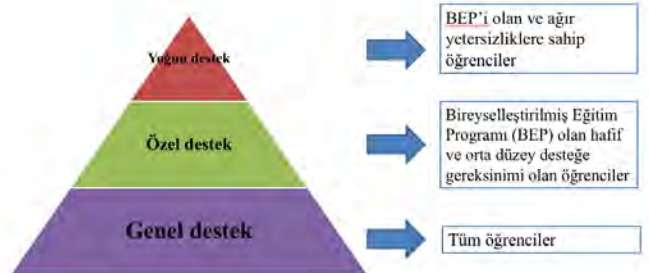 Yoğun destek
BEP'i olan ve ağır
yetersizliklere sahip
öğrenciler
Özel destek
Bireyselleştirilmiş Eğitim
Programı (BEP) olan hafif
ve orta düzey desteğe
gereksinimi olan öğrenciler
Genel destek
Tüm öğrenciler